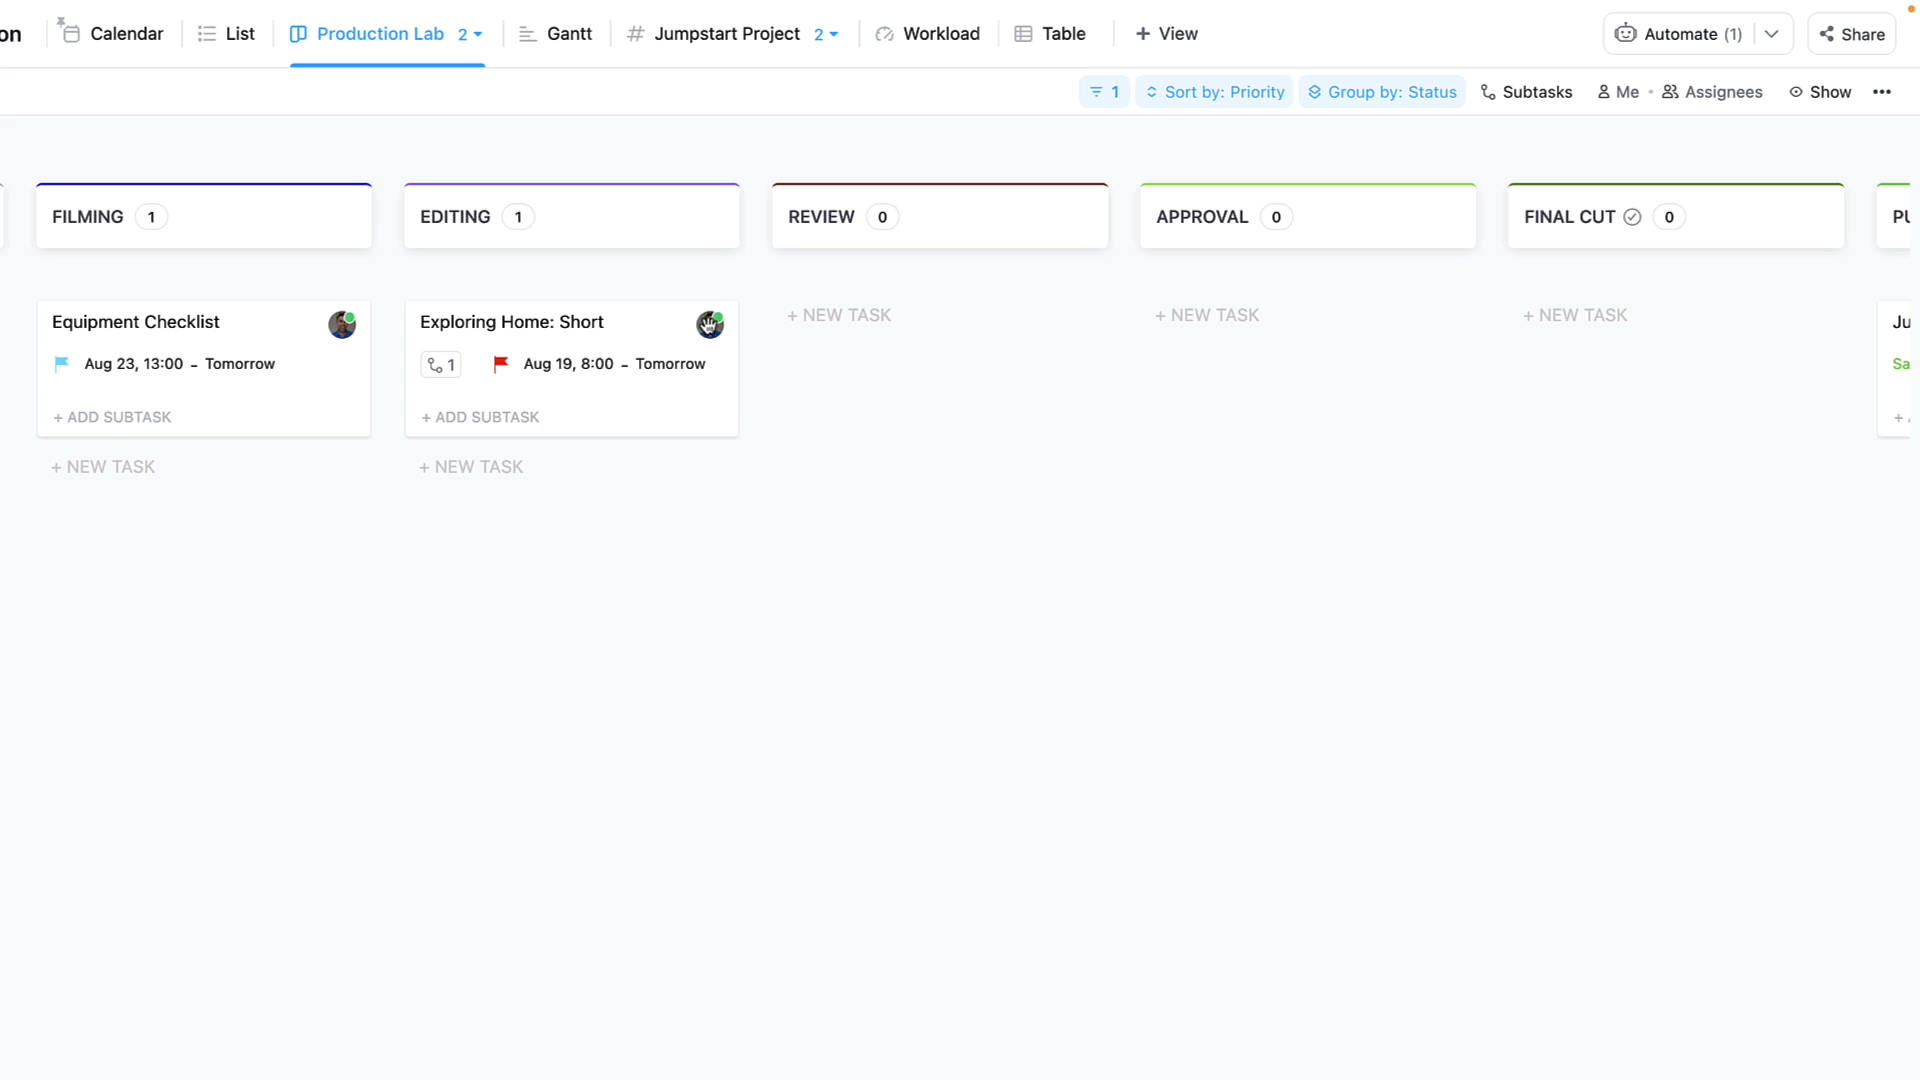 on Calendar List Production Lab 2 Gantt Jumpstart Project 2 Workload Table + View Automate (1) Share
1 Sort by: Priority Group by: Status Subtasks Me • Assignees Show •••
FILMING 1 EDITING 1 REVIEW 0 APPROVAL 0 FINAL CUT 0 PU
Equipment Checklist
Aug 23, 13:00 - Tomorrow
+ ADD SUBTASK
+ NEW TASK
Exploring Home: Short
1 Aug 19, 8:00 - Tomorrow
+ ADD SUBTASK
+ NEW TASK
+ NEW TASK
+ NEW TASK
+ NEW TASK
Ju
Sa
+